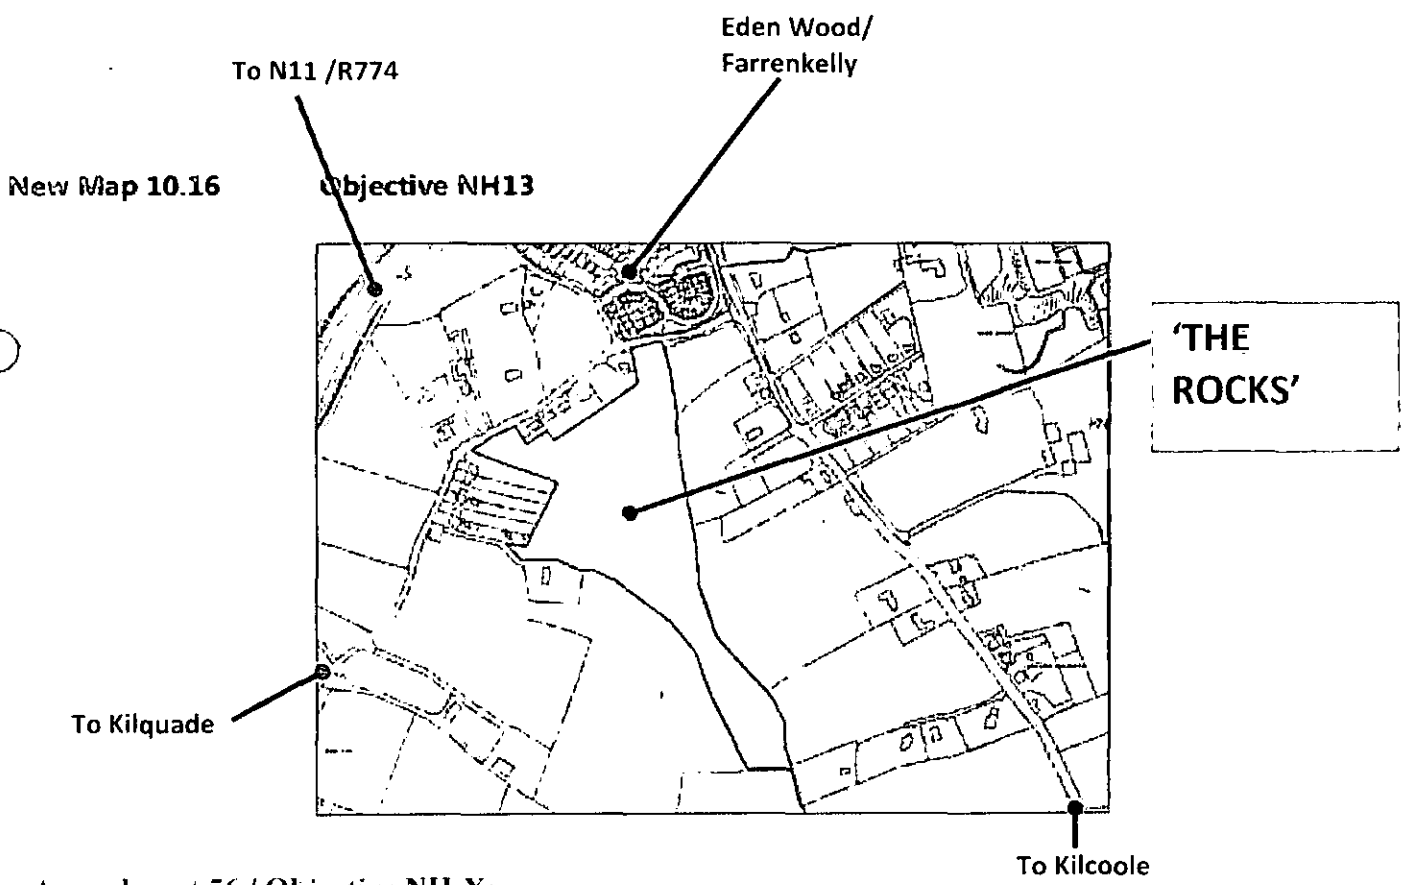 Eden Wood/
Farrenkelly
To N11 /R774
New Map 10.16 Objective NH13
'THE
ROCKS'
To Kilquade
To Kilcoole